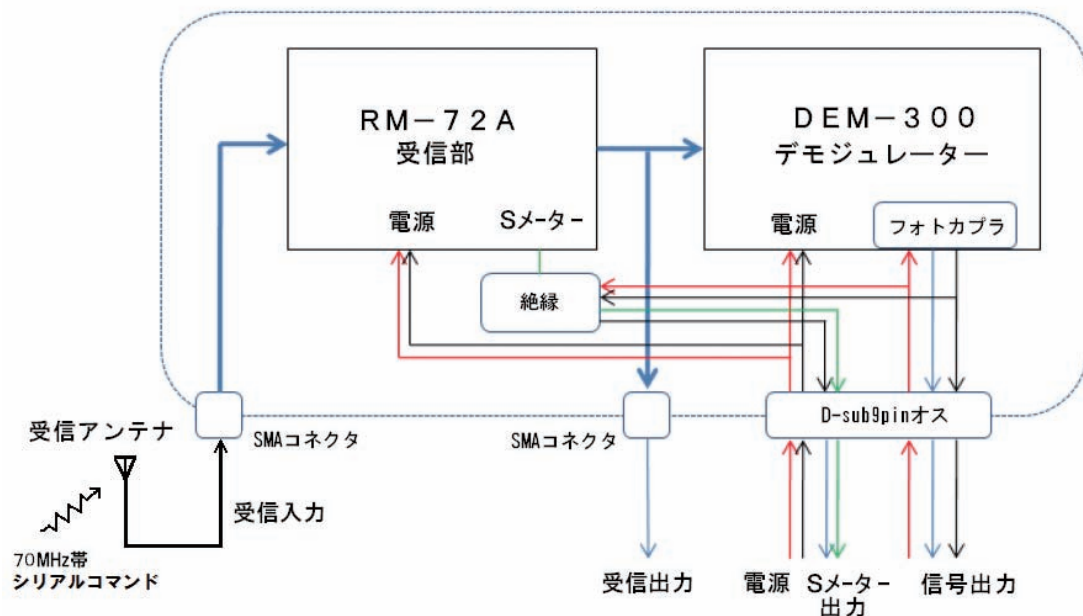 RM－７２A
受信部
電源
Sメーター
DEM－３００
デモジュレーター
電源
フォトカプラ
絶縁
受信アンテナ
SMAコネクタ
SMAコネクタ
D-sub9pinオス
受信入力
70MHz帯
シリアルコマンド
受信出力
電源
Sメーター
出力
信号出力